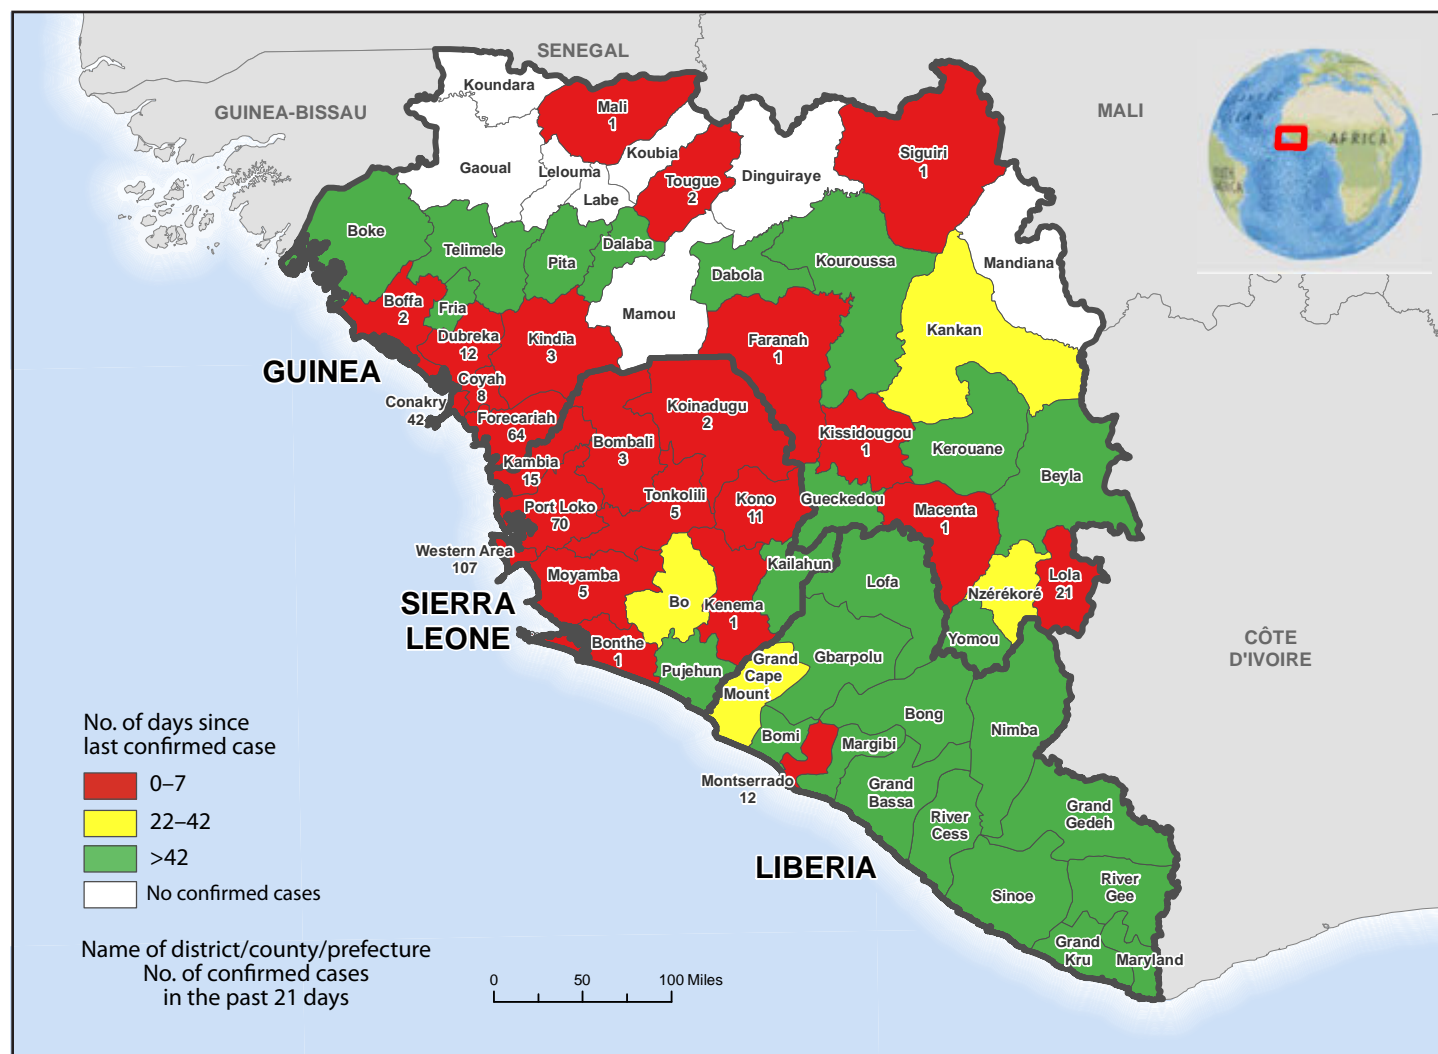 SENEGAL
GUINEA-BISSAU
MALI
CÔTE
D'IVOIRE
GUINEA
SIERRA
LEONE
LIBERIA
AFRICA
Koundara
Mali
1
Gaoual
Lelouma
Koubia
Labe
Tougue
2
Dinguiraye
Siguiri
1
Mandiana
Boke
Telimele
Pita
Dalaba
Dabola
Kouroussa
Mamou
Kankan
Boffa
2
Fria
Dubreka
12
Kindia
3
Faranah
1
Coyah
8
Conakry
42
Forecariah
64
Kissidougou
1
Kerouane
Beyla
Gueckedou
Macenta
1
Nzérékoré
Lola
21
Yomou
Koinadugu
2
Bombali
3
Kambia
15
Port Loko
70
Tonkolili
5
Kono
11
Western Area
107
Moyamba
5
Bo
Kenema
1
Kailahun
Bonthe
1
Pujehun
Lofa
Gbarpolu
Grand
Cape
Mount
Bomi
Bong
Margibi
Nimba
Montserrado
12
Grand
Bassa
River
Cess
Grand
Gedeh
Sinoe
River
Gee
Grand
Kru
Maryland
No. of days since
last confirmed case
0–7
22–42
>42
No confirmed cases
Name of district/county/prefecture
No. of confirmed cases
in the past 21 days
0 50 100 Miles